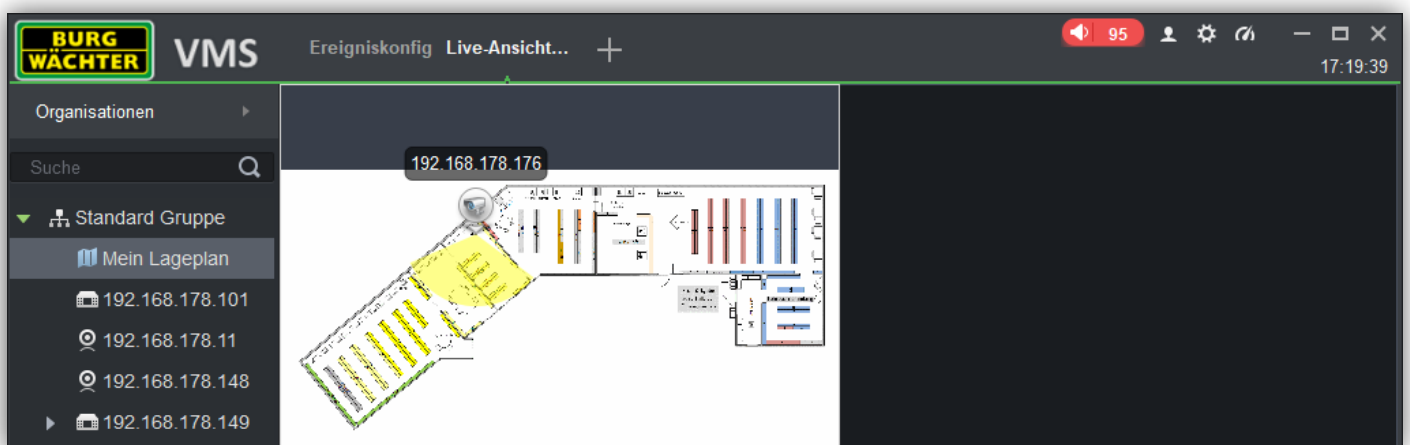 BURG
WÄCHTER
VMS
Ereigniskonfig
Live-Ansicht...
95
17:19:39
Organisationen
Suche
Standard Gruppe
Mein Lageplan
192.168.178.101
192.168.178.11
192.168.178.148
192.168.178.149
192.168.178.176